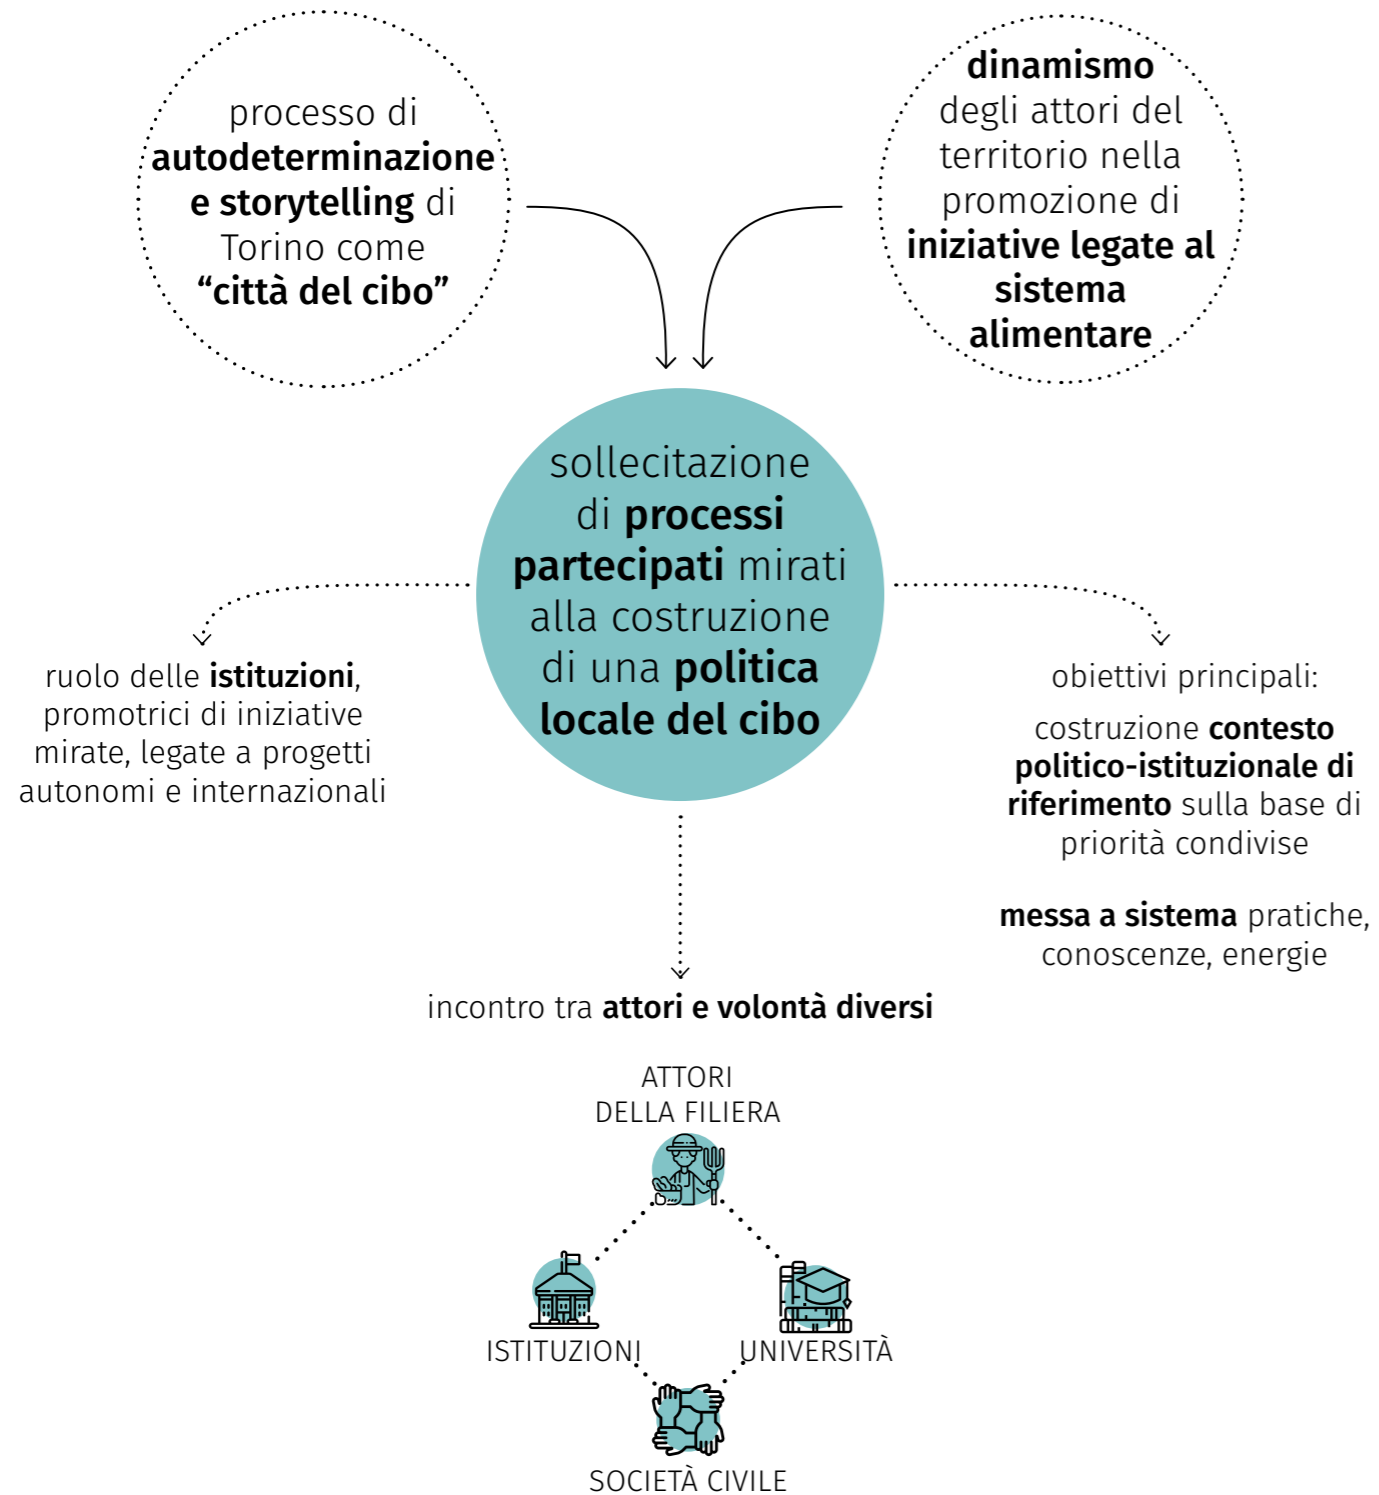 processo di
autodeterminazione
e storytelling di
Torino come
“città del cibo”
dinamismo
degli attori del
territorio nella
promozione di
iniziative legate al
sistema
alimentare
sollecitazione
di processi
partecipati mirati
alla costruzione
di una politica
locale del cibo
ruolo delle istituzioni,
promotrici di iniziative
mirate, legate a progetti
autonomi e internazionali
obiettivi principali:
costruzione contesto
politico-istituzionale di
riferimento sulla base di
priorità condivise
messa a sistema pratiche,
conoscenze, energie
incontro tra attori e volontà diversi
ATTORI
DELLA FILIERA
ISTITUZIONI
UNIVERSITÀ
SOCIETÀ CIVILE